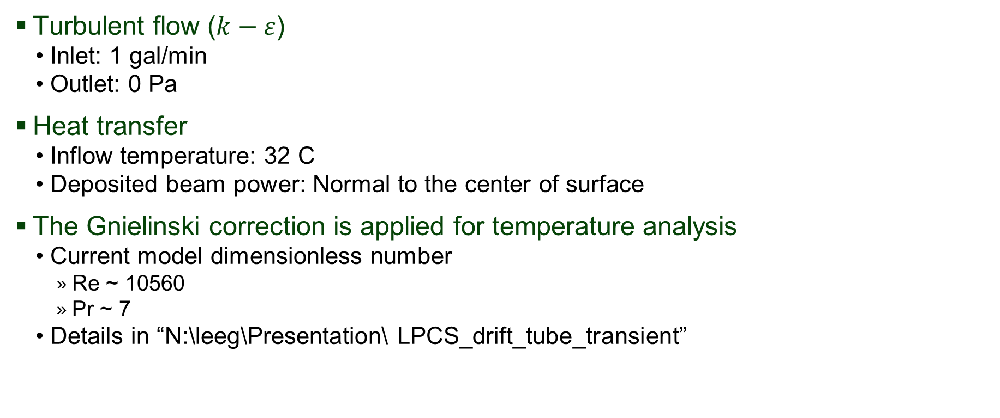 ▪ Turbulent flow (k − ε)
• Inlet: 1 gal/min
• Outlet: 0 Pa
▪ Heat transfer
• Inflow temperature: 32 C
• Deposited beam power: Normal to the center of surface
▪ The Gnielinski correction is applied for temperature analysis
• Current model dimensionless number
» Re ~ 10560
» Pr ~ 7
• Details in “N:\leeg\Presentation\ LPCS_drift_tube_transient”